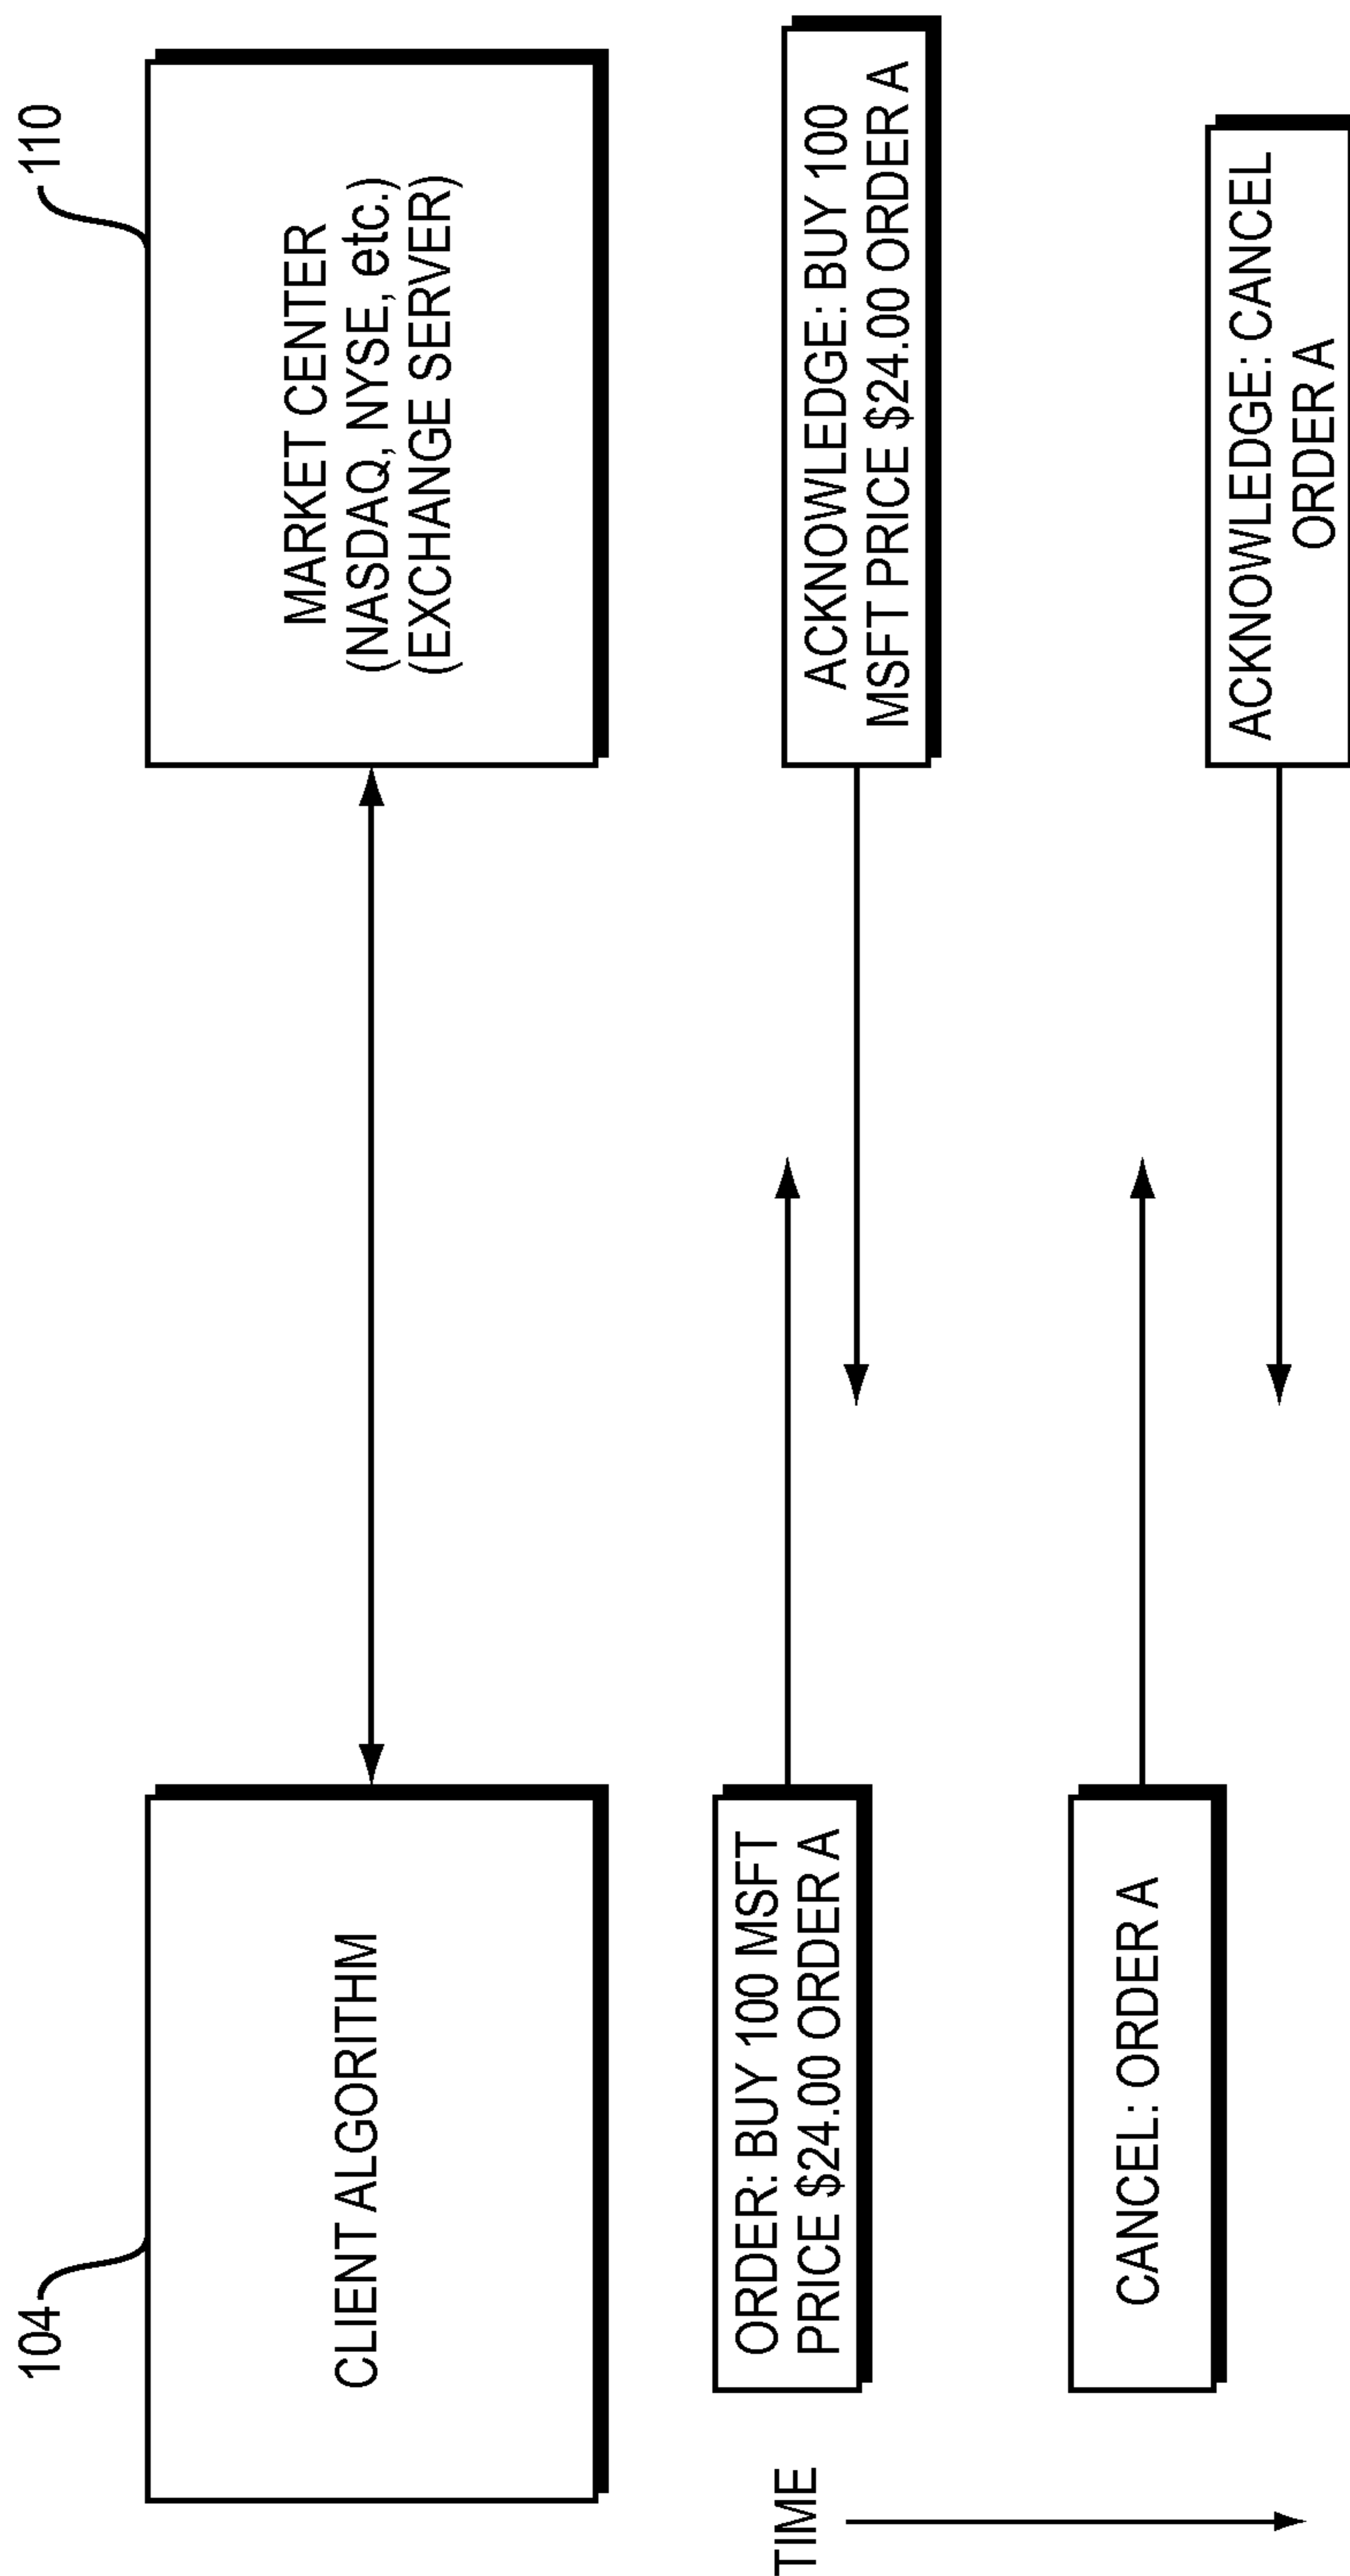 104
110
CLIENT ALGORITHM
MARKET CENTER
(NASDAQ, NYSE, etc.)
(EXCHANGE SERVER)
TIME
ORDER: BUY 100 MSFT
PRICE $24.00 ORDER A
ACKNOWLEDGE: BUY 100
MSFT PRICE $24.00 ORDER A
CANCEL: ORDER A
ACKNOWLEDGE: CANCEL
ORDER A